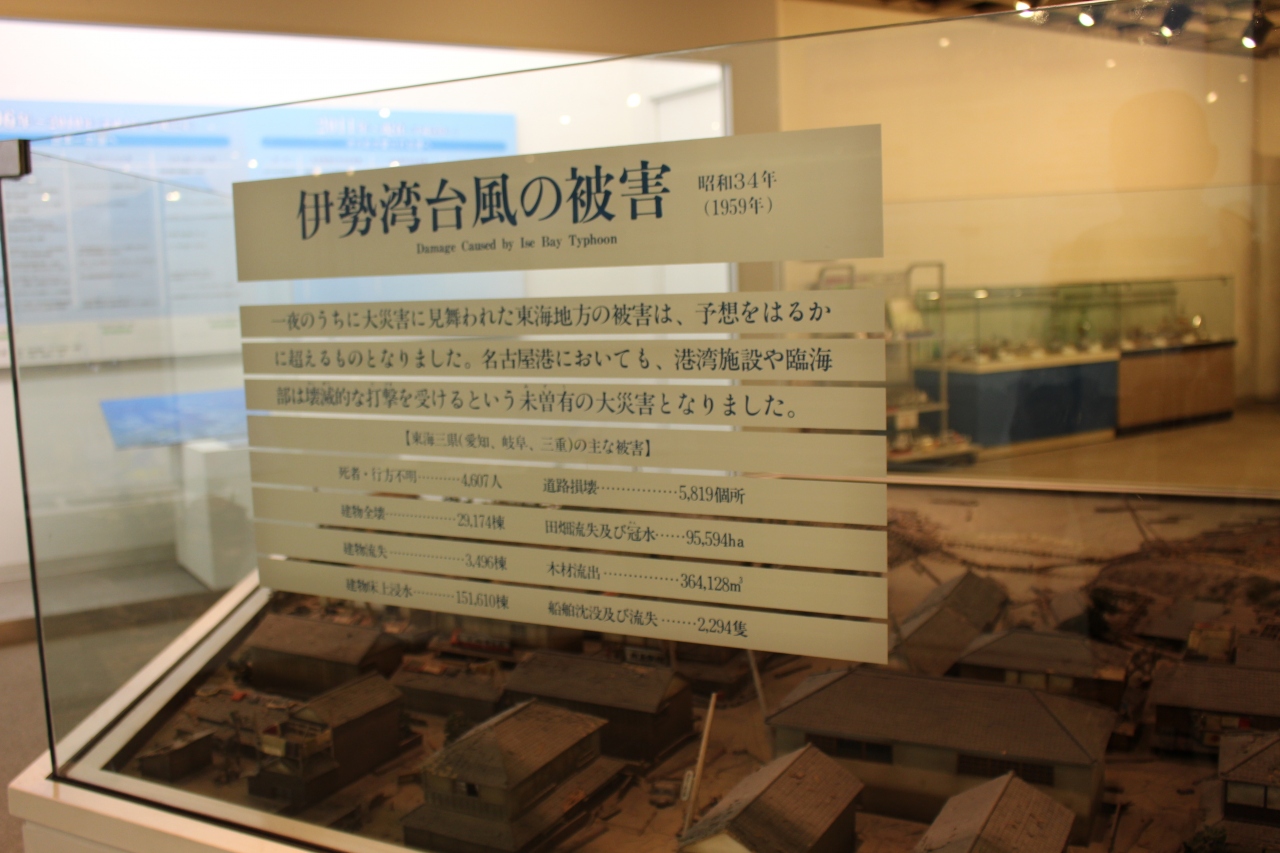 伊勢湾台風の被害
昭和34年
(1959年)
Damage Caused by Ise Bay Typhoon
一夜のうちに大災害に見舞われた東海地方の被害は、予想をはるか
に超えるものとなりました。名古屋港においても、港湾施設や臨海
部は壊滅的な打撃を受けるという未曽有の大災害となりました。
【東海三県(愛知、岐阜、三重)の主な被害】
死者・行方不明………4,607人 道路損壊……………5,819個所
建物全壊………………29,174棟 田畑流失及び冠水……95,594ha
建物流失………………3,496棟 木材流出……………364,128㎥
建物床上浸水………151,610棟 船舶沈没及び流失……2,294隻